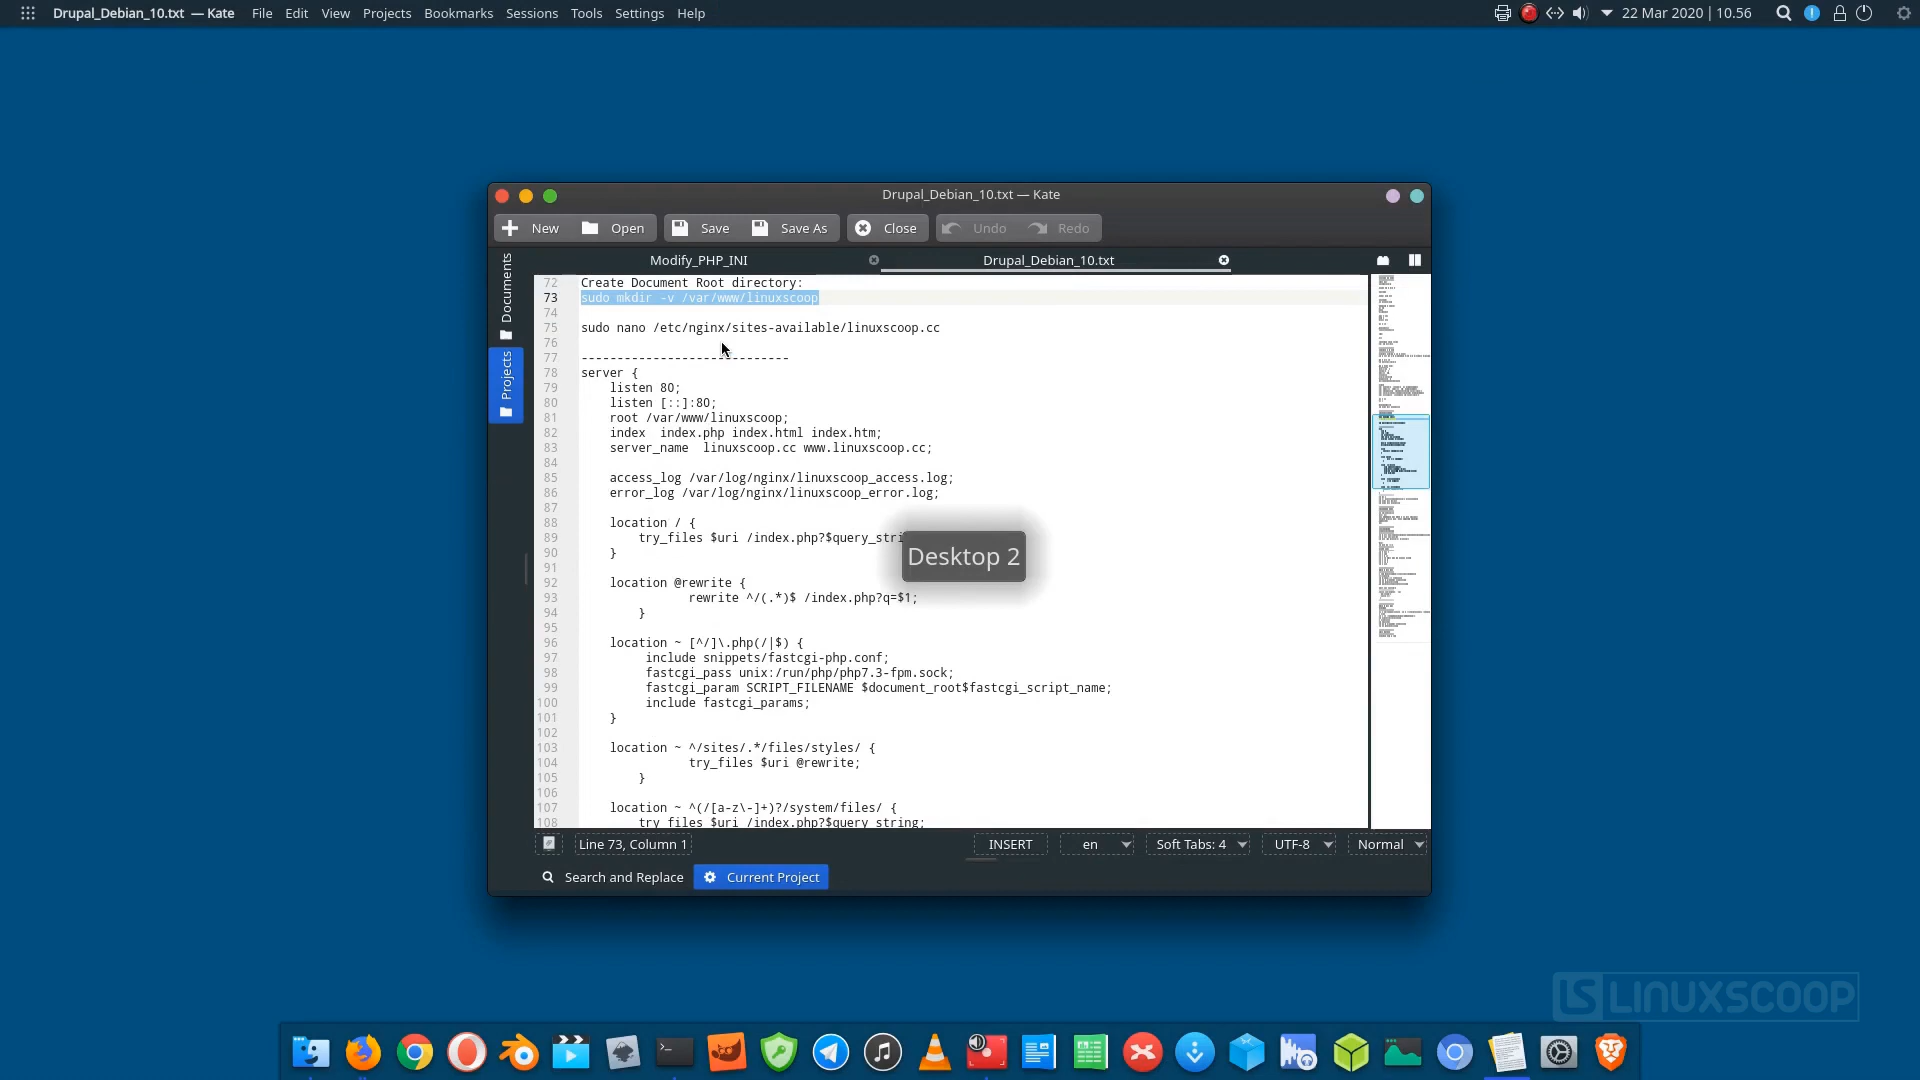 Drupal_Debian_10.txt — Kate File Edit View Projects Bookmarks Sessions Tools Settings Help 22 Mar 2020 | 10.56
Drupal_Debian_10.txt — Kate
New Open Save Save As Close Undo Redo
Documents
Projects
Modify_PHP_INI Drupal_Debian_10.txt
72 Create Document Root directory:
73 sudo mkdir -v /var/www/linuxscoop
74
75 sudo nano /etc/nginx/sites-available/linuxscoop.cc
76
77 -----------------------------
78 server {
79 listen 80;
80 listen [::]:80;
81 root /var/www/linuxscoop;
82 index  index.php index.html index.htm;
83 server_name  linuxscoop.cc www.linuxscoop.cc;
84
85 access_log /var/log/nginx/linuxscoop_access.log;
86 error_log /var/log/nginx/linuxscoop_error.log;
87
88 location / {
89 try_files $uri /index.php?$query_stri
90 }
91
92 location @rewrite {
93 rewrite ^/(.*)$ /index.php?q=$1;
94 }
95
96 location ~ [^/]\.php(/|$) {
97 include snippets/fastcgi-php.conf;
98 fastcgi_pass unix:/run/php/php7.3-fpm.sock;
99 fastcgi_param SCRIPT_FILENAME $document_root$fastcgi_script_name;
100 include fastcgi_params;
101 }
102
103 location ~ ^/sites/.*/files/styles/ {
104 try_files $uri @rewrite;
105 }
106
107 location ~ ^(/[a-z\-]+)?/system/files/ {
108 try_files $uri /index.php?$query_string;
Desktop 2
Line 73, Column 1 INSERT en Soft Tabs: 4 UTF-8 Normal
Search and Replace Current Project
LS LINUXSCOOP